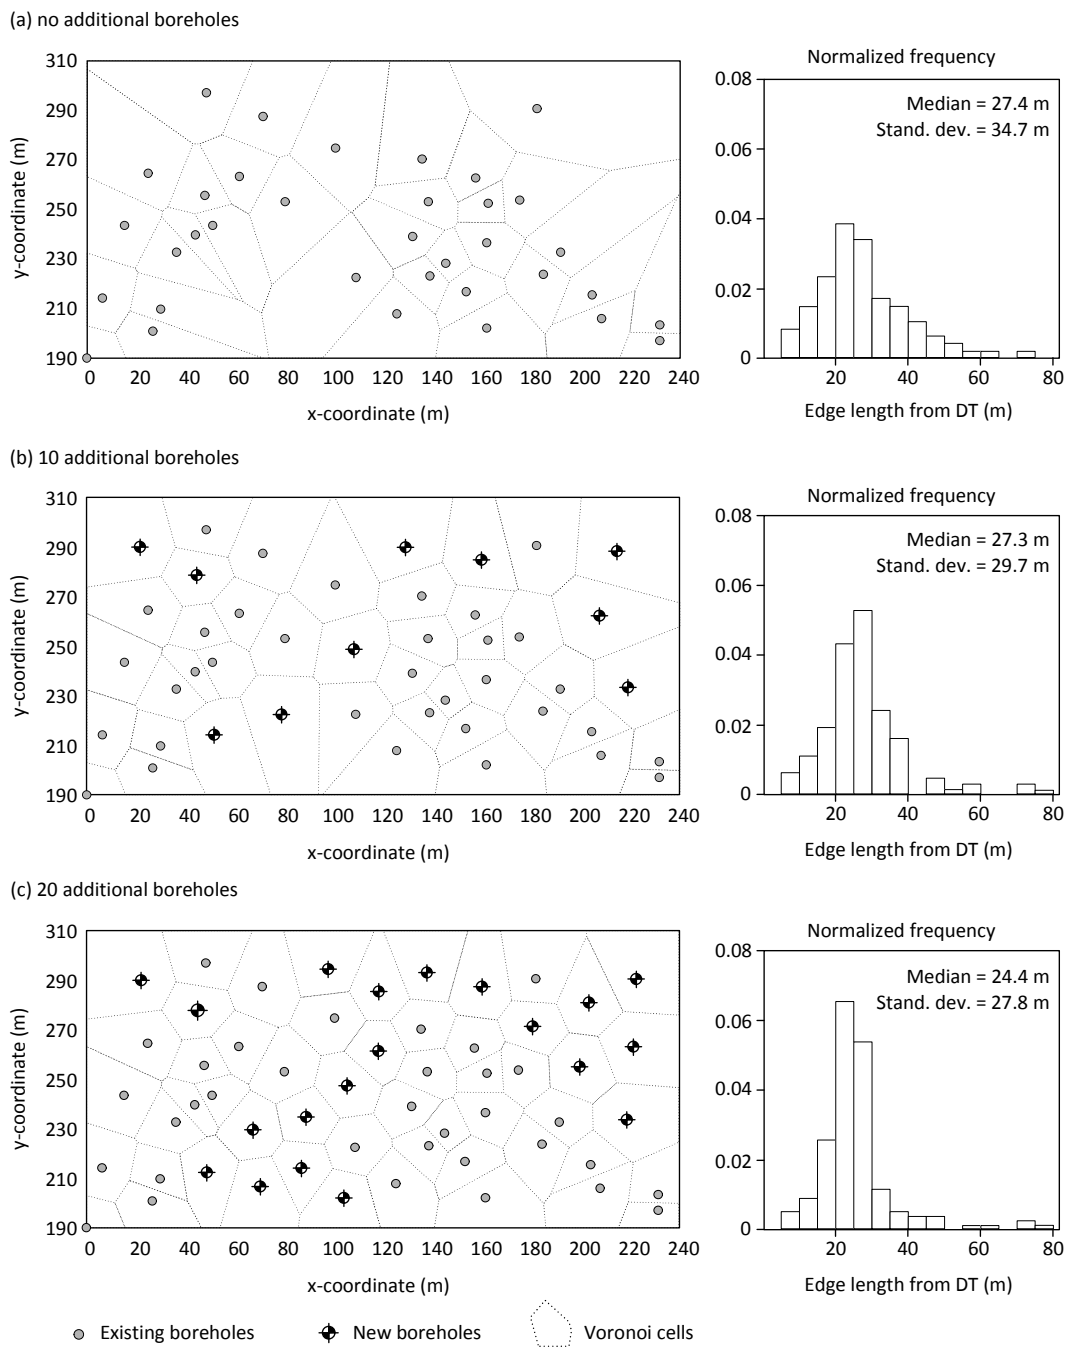 (a) no additional boreholes
Normalized frequency
310
290
270
250
230
210
190
y-coordinate (m)
0 20 40 60 80 100 120 140 160 180 200 220 240
x-coordinate (m)
0.08
0.06
0.04
0.02
0
Median = 27.4 m
Stand. dev. = 34.7 m
20 40 60 80
Edge length from DT (m)
(b) 10 additional boreholes
Normalized frequency
310
290
270
250
230
210
190
y-coordinate (m)
0 20 40 60 80 100 120 140 160 180 200 220 240
x-coordinate (m)
0.08
0.06
0.04
0.02
0
Median = 27.3 m
Stand. dev. = 29.7 m
20 40 60 80
Edge length from DT (m)
(c) 20 additional boreholes
Normalized frequency
310
290
270
250
230
210
190
y-coordinate (m)
0 20 40 60 80 100 120 140 160 180 200 220 240
x-coordinate (m)
0.08
0.06
0.04
0.02
0
Median = 24.4 m
Stand. dev. = 27.8 m
20 40 60 80
Edge length from DT (m)
Existing boreholes New boreholes Voronoi cells